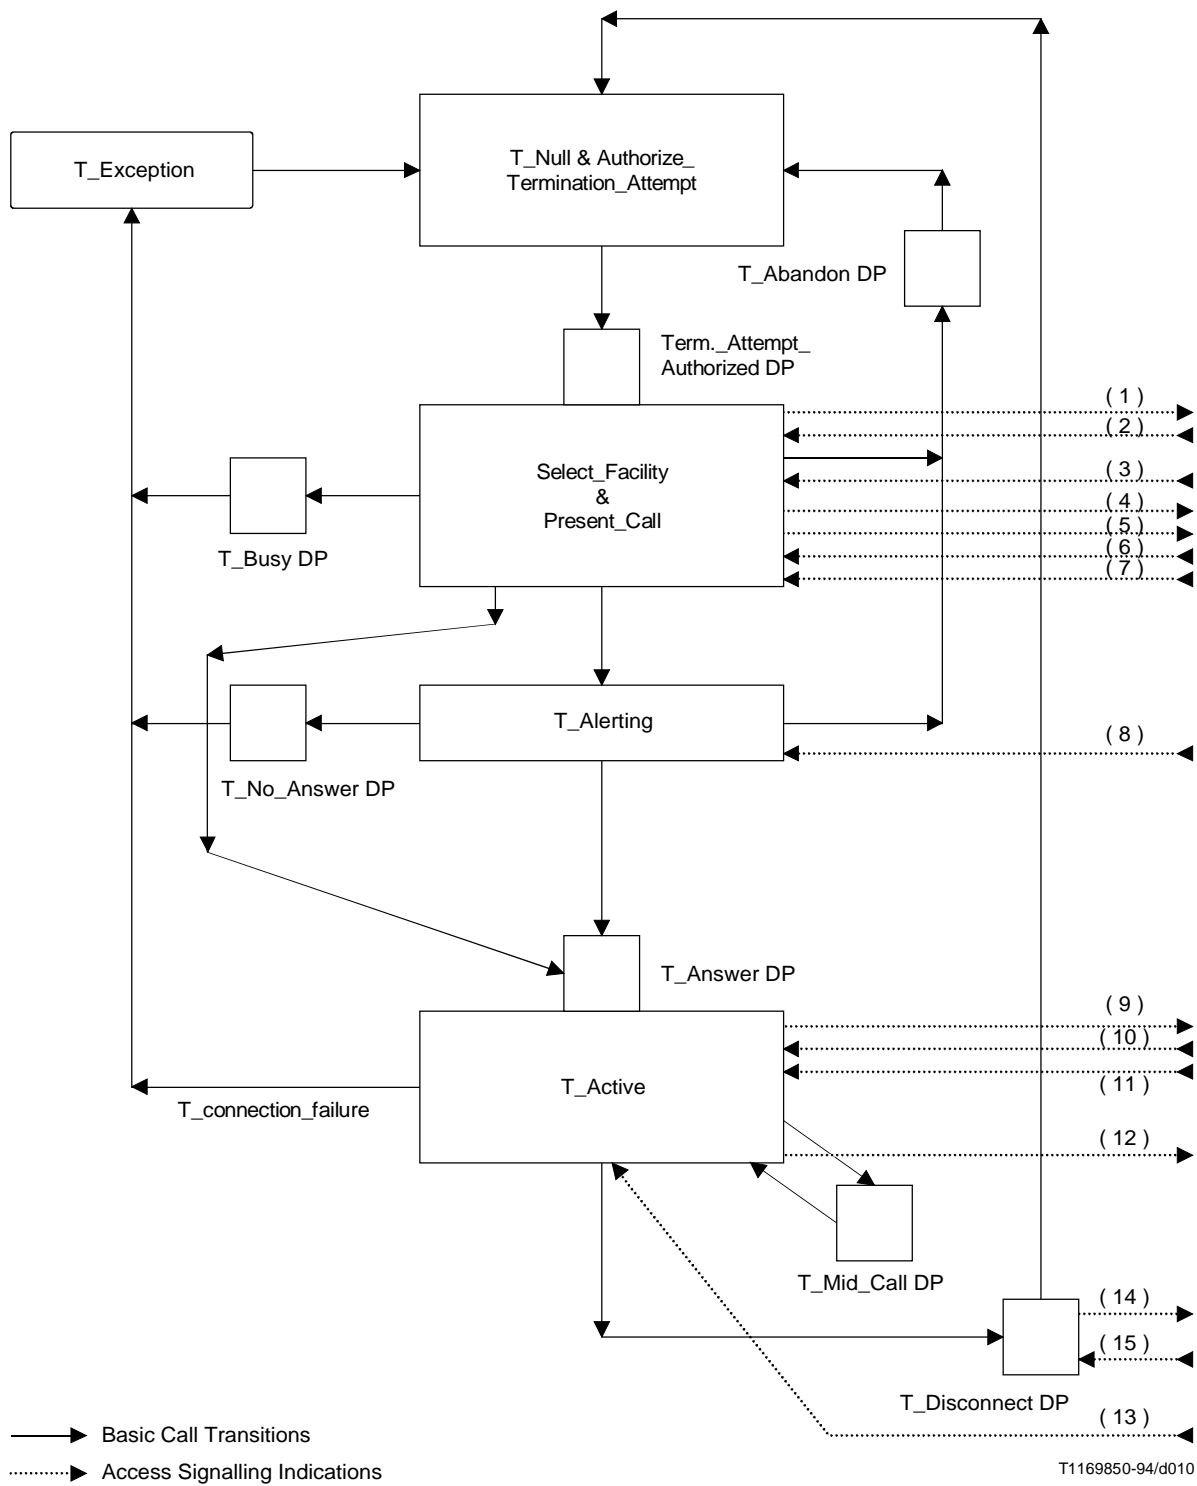 T_Exception
T_Null & Authorize_
Termination_Attempt
T_Abandon DP
Term._Attempt_
Authorized DP
( 1 )
( 2 )
Select_Facility
&
Present_Call
( 3 )
( 4 )
( 5 )
( 6 )
( 7 )
T_Busy DP
T_Alerting
( 8 )
T_No_Answer DP
T_Answer DP
( 9 )
( 10 )
T_Active
( 11 )
T_connection_failure
( 12 )
T_Mid_Call DP
( 14 )
( 15 )
T_Disconnect DP
( 13 )
Basic Call Transitions
Access Signalling Indications
T1169850-94/d010